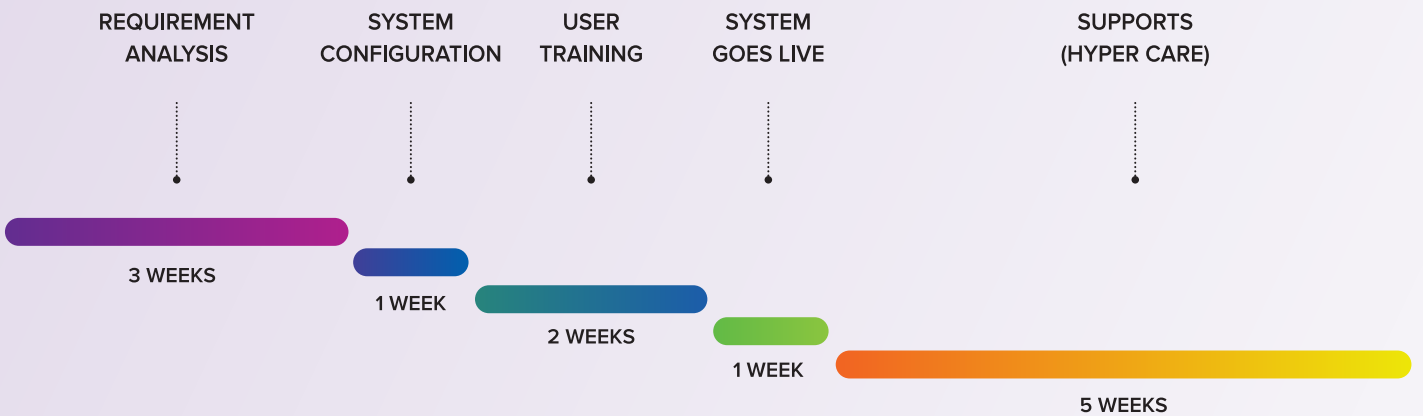 REQUIREMENT
ANALYSIS
SYSTEM
CONFIGURATION
USER
TRAINING
SYSTEM
GOES LIVE
SUPPORTS
(HYPER CARE)
3 WEEKS
1 WEEK
2 WEEKS
1 WEEK
5 WEEKS